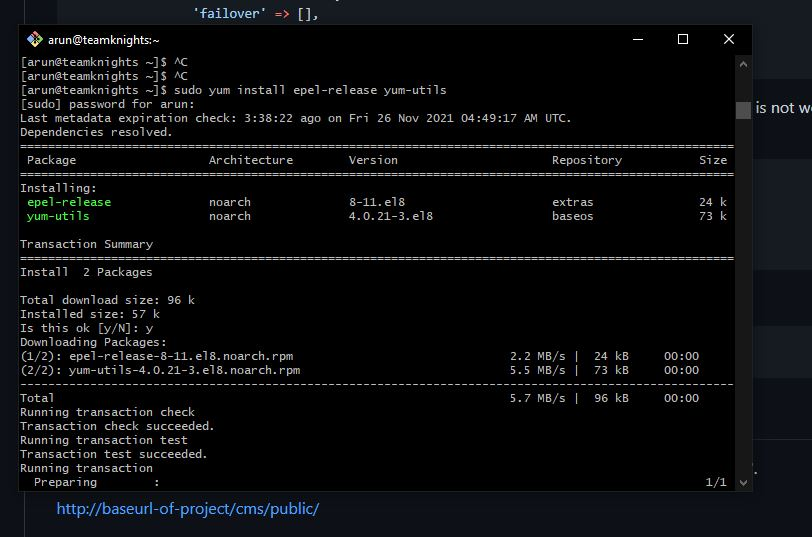 'failover' => [],
arun@teamknights:~
[arun@teamknights ~]$ ^C
[arun@teamknights ~]$ ^C
[arun@teamknights ~]$ sudo yum install epel-release yum-utils
[sudo] password for arun:
Last metadata expiration check: 3:38:22 ago on Fri 26 Nov 2021 04:49:17 AM UTC.
is not
Dependencies resolved.
Package Architecture Version Repository Size
Installing:
epel-release noarch 8-11.el8 extras 24 k
yum-utils noarch 4.0.21-3.el8 baseos 73 k
Transaction Summary
Install 2 Packages
Total download size: 96 k
Installed size: 57 k
Is this ok [y/N]: y
Downloading Packages:
(1/2): epel-release-8-11.el8.noarch.rpm 2.2 MB/s | 24 kB 00:00
(2/2): yum-utils-4.0.21-3.el8.noarch.rpm 5.5 MB/s | 73 kB 00:00
Total 5.7 MB/s | 96 kB 00:00
Running transaction check
Transaction check succeeded.
Running transaction test
Transaction test succeeded.
Running transaction
Preparing : 1/1
http://baseurl-of-project/cms/public/